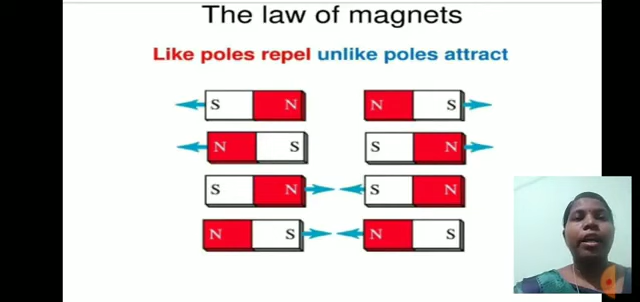 The law of magnets
Like poles repel unlike poles attract
S N N S
N S S N
S N S N
N S N S